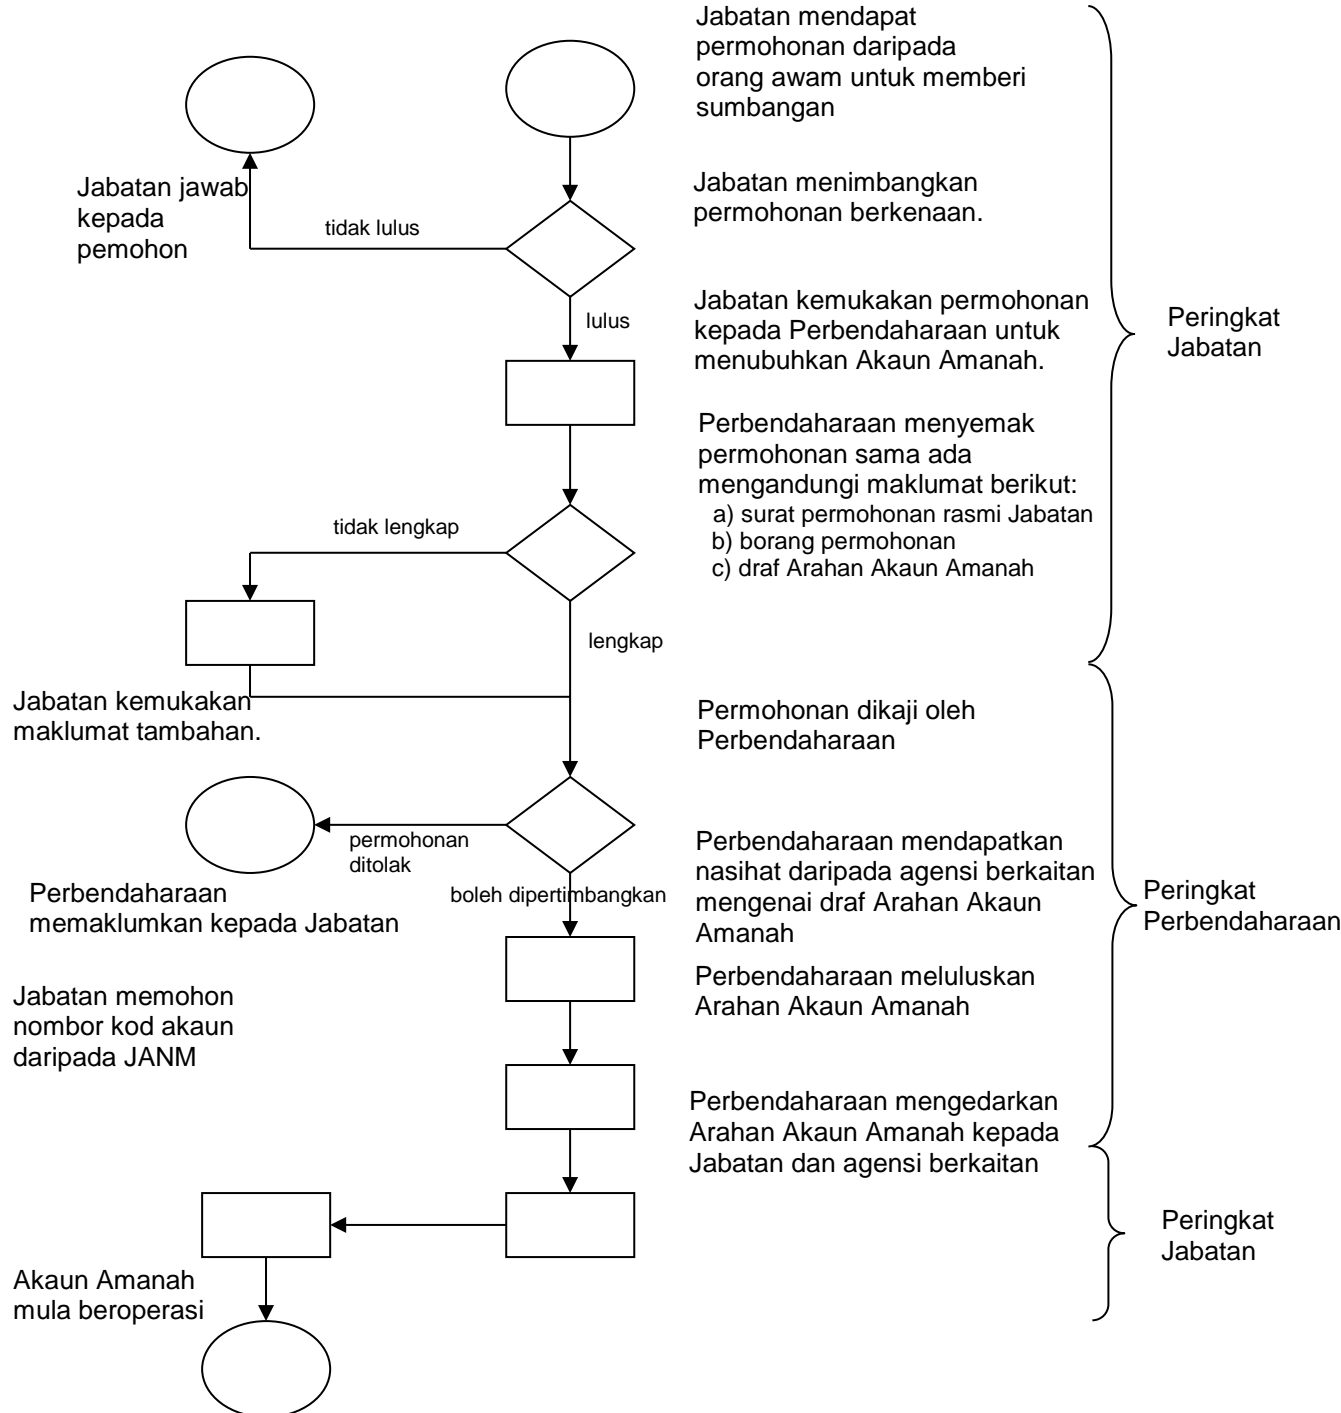 Jabatan mendapat
permohonan daripada
orang awam untuk memberi
sumbangan
Jabatan jawab
kepada
pemohon
tidak lulus
Jabatan menimbangkan
permohonan berkenaan.
lulus
Jabatan kemukakan permohonan
kepada Perbendaharaan untuk
menubuhkan Akaun Amanah.
Peringkat
Jabatan
Perbendaharaan menyemak
permohonan sama ada
mengandungi maklumat berikut:
a) surat permohonan rasmi Jabatan
b) borang permohonan
c) draf Arahan Akaun Amanah
tidak lengkap
lengkap
Jabatan kemukakan
maklumat tambahan.
Permohonan dikaji oleh
Perbendaharaan
permohonan
ditolak
Perbendaharaan
memaklumkan kepada Jabatan
boleh dipertimbangkan
Perbendaharaan mendapatkan
nasihat daripada agensi berkaitan
mengenai draf Arahan Akaun
Amanah
Peringkat
Perbendaharaan
Perbendaharaan meluluskan
Arahan Akaun Amanah
Jabatan memohon
nombor kod akaun
daripada JANM
Perbendaharaan mengedarkan
Arahan Akaun Amanah kepada
Jabatan dan agensi berkaitan
Peringkat
Jabatan
Akaun Amanah
mula beroperasi